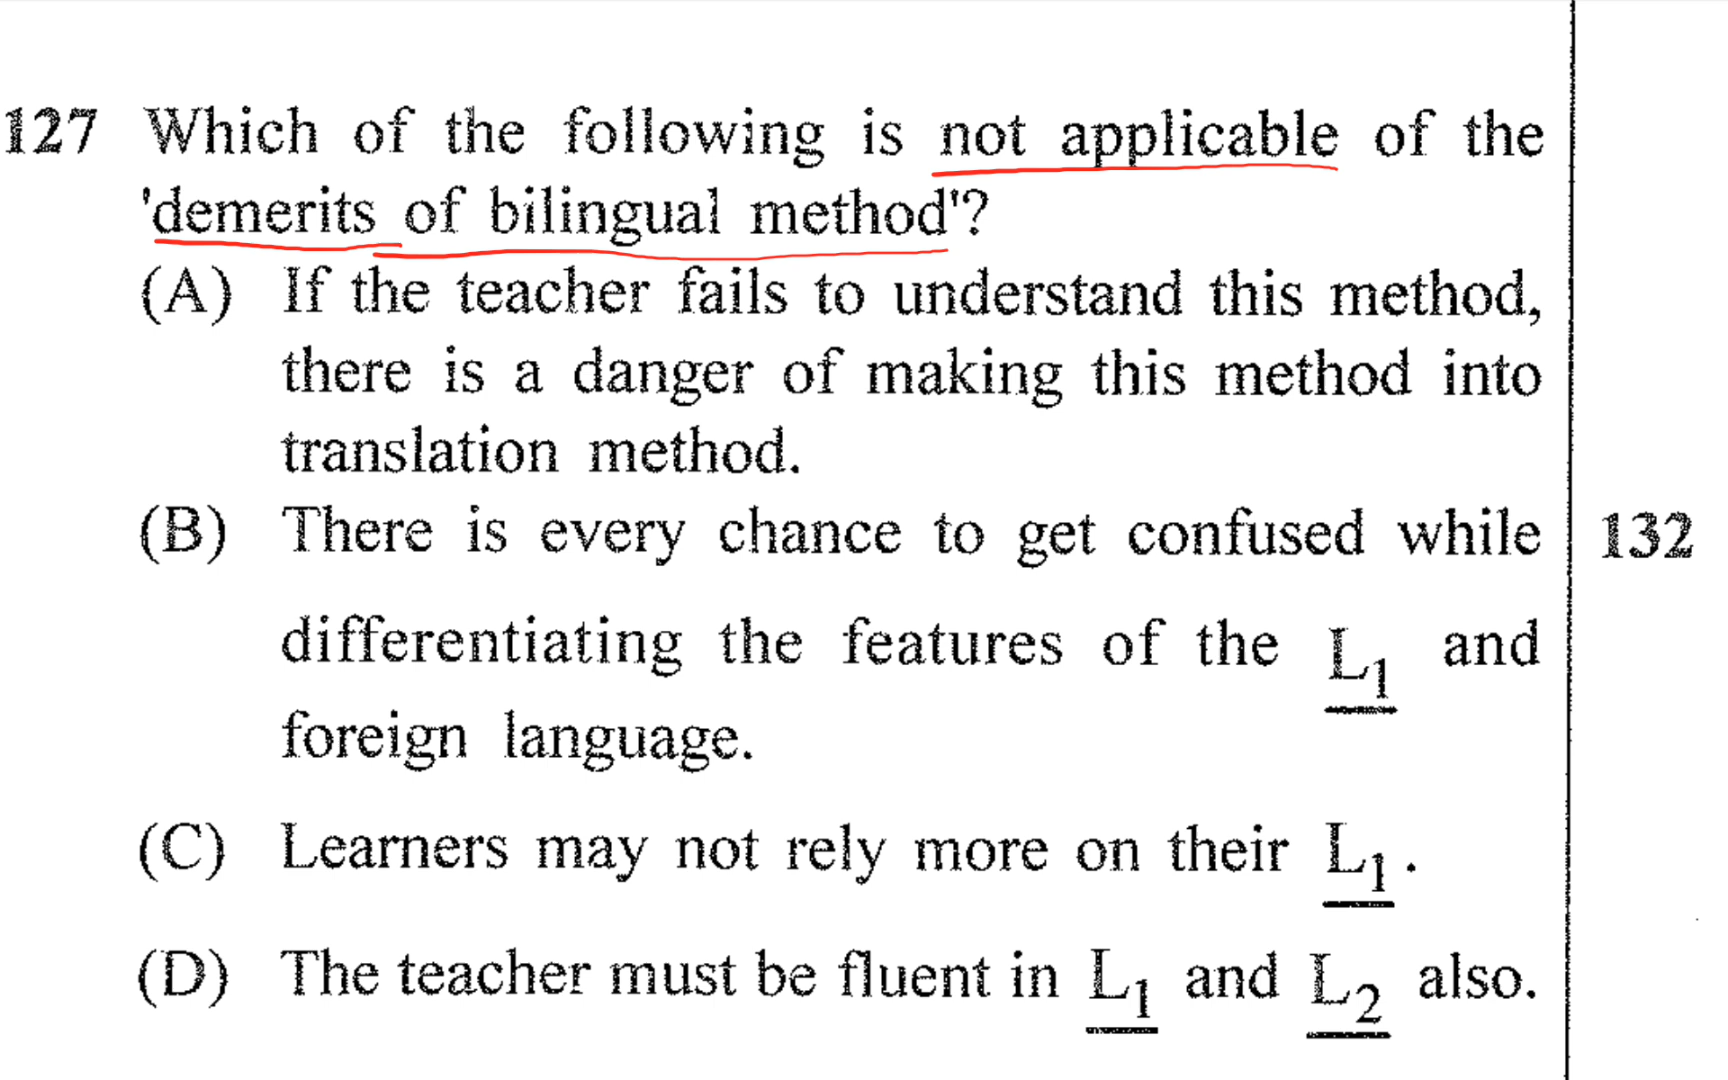 127 Which of the following is not applicable of the
'demerits of bilingual method'?
(A) If the teacher fails to understand this method,
there is a danger of making this method into
translation method.
(B) There is every chance to get confused while
132
differentiating the features of the L₁ and
foreign language.
(C) Learners may not rely more on their L₁.
(D) The teacher must be fluent in L₁ and L₂ also.